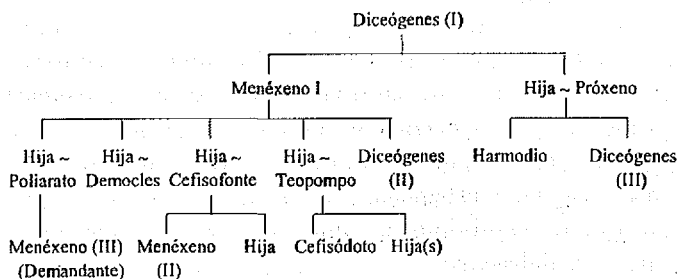 Diceógenes (I)
Menéxeno I Hija ~ Próxeno
Hija ~ Hija ~ Hija ~ Hija ~ Diceógenes Harmodio Diceógenes
Poliarato Democles Cefisofonte Teopompo (II) (III)
Menéxeno (III) Menéxeno Hija Cefisódoto Hija(s)
(Demandante) (II)